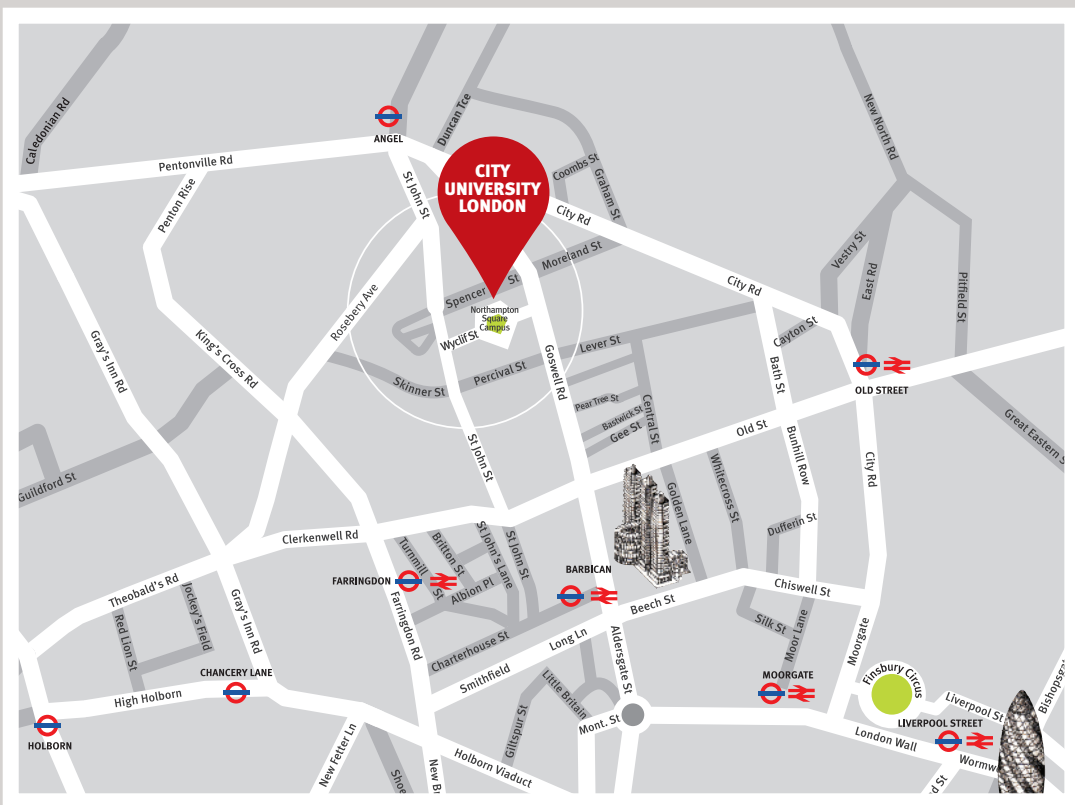 Caledonian Rd
Pentonville Rd
Penton Rise
ANGEL
Duncan Tce
St John St
CITY
UNIVERSITY
LONDON
Coombs St
Graham St
City Rd
Moreland St
New North Rd
Vestry St
East Rd
Pitfield St
City Rd
Spencer St
Northampton
Square
Campus
Wyclif St
Rosebery Ave
Gray's Inn Rd
King's Cross Rd
Skinner St
Percival St
Goswell Rd
Lever St
Cayton St
Bath St
OLD STREET
Pear Tree St
Bastwick St
Gee St
Central St
Old St
Bunhill Row
City Rd
Great Eastern S
Guildford St
St John St
Golden Lane
Whitecross St
Dufferin St
Clerkenwell Rd
Turnmill St
Britton St
St John's Lane
St John St
Albion Pl
FARRINGDON
BARBICAN
Theobald's Rd
Jockey's Field
Red Lion St
Gray's Inn Rd
Farringdon Rd
Charterhouse St
Smithfield
Long Ln
Beech St
Chiswell St
Silk St
Moor Lane
Moorgate
Aldersgate St
Little Britain
Giltspur St
Mont. St
MOORGATE
Finsbury Circus
Liverpool St
LIVERPOOL STREET
Bishopsga
London Wall
Wormw
d St
CHANCERY LANE
High Holborn
HOLBORN
New Fetter Ln
Shoe
New B
Holborn Viaduct